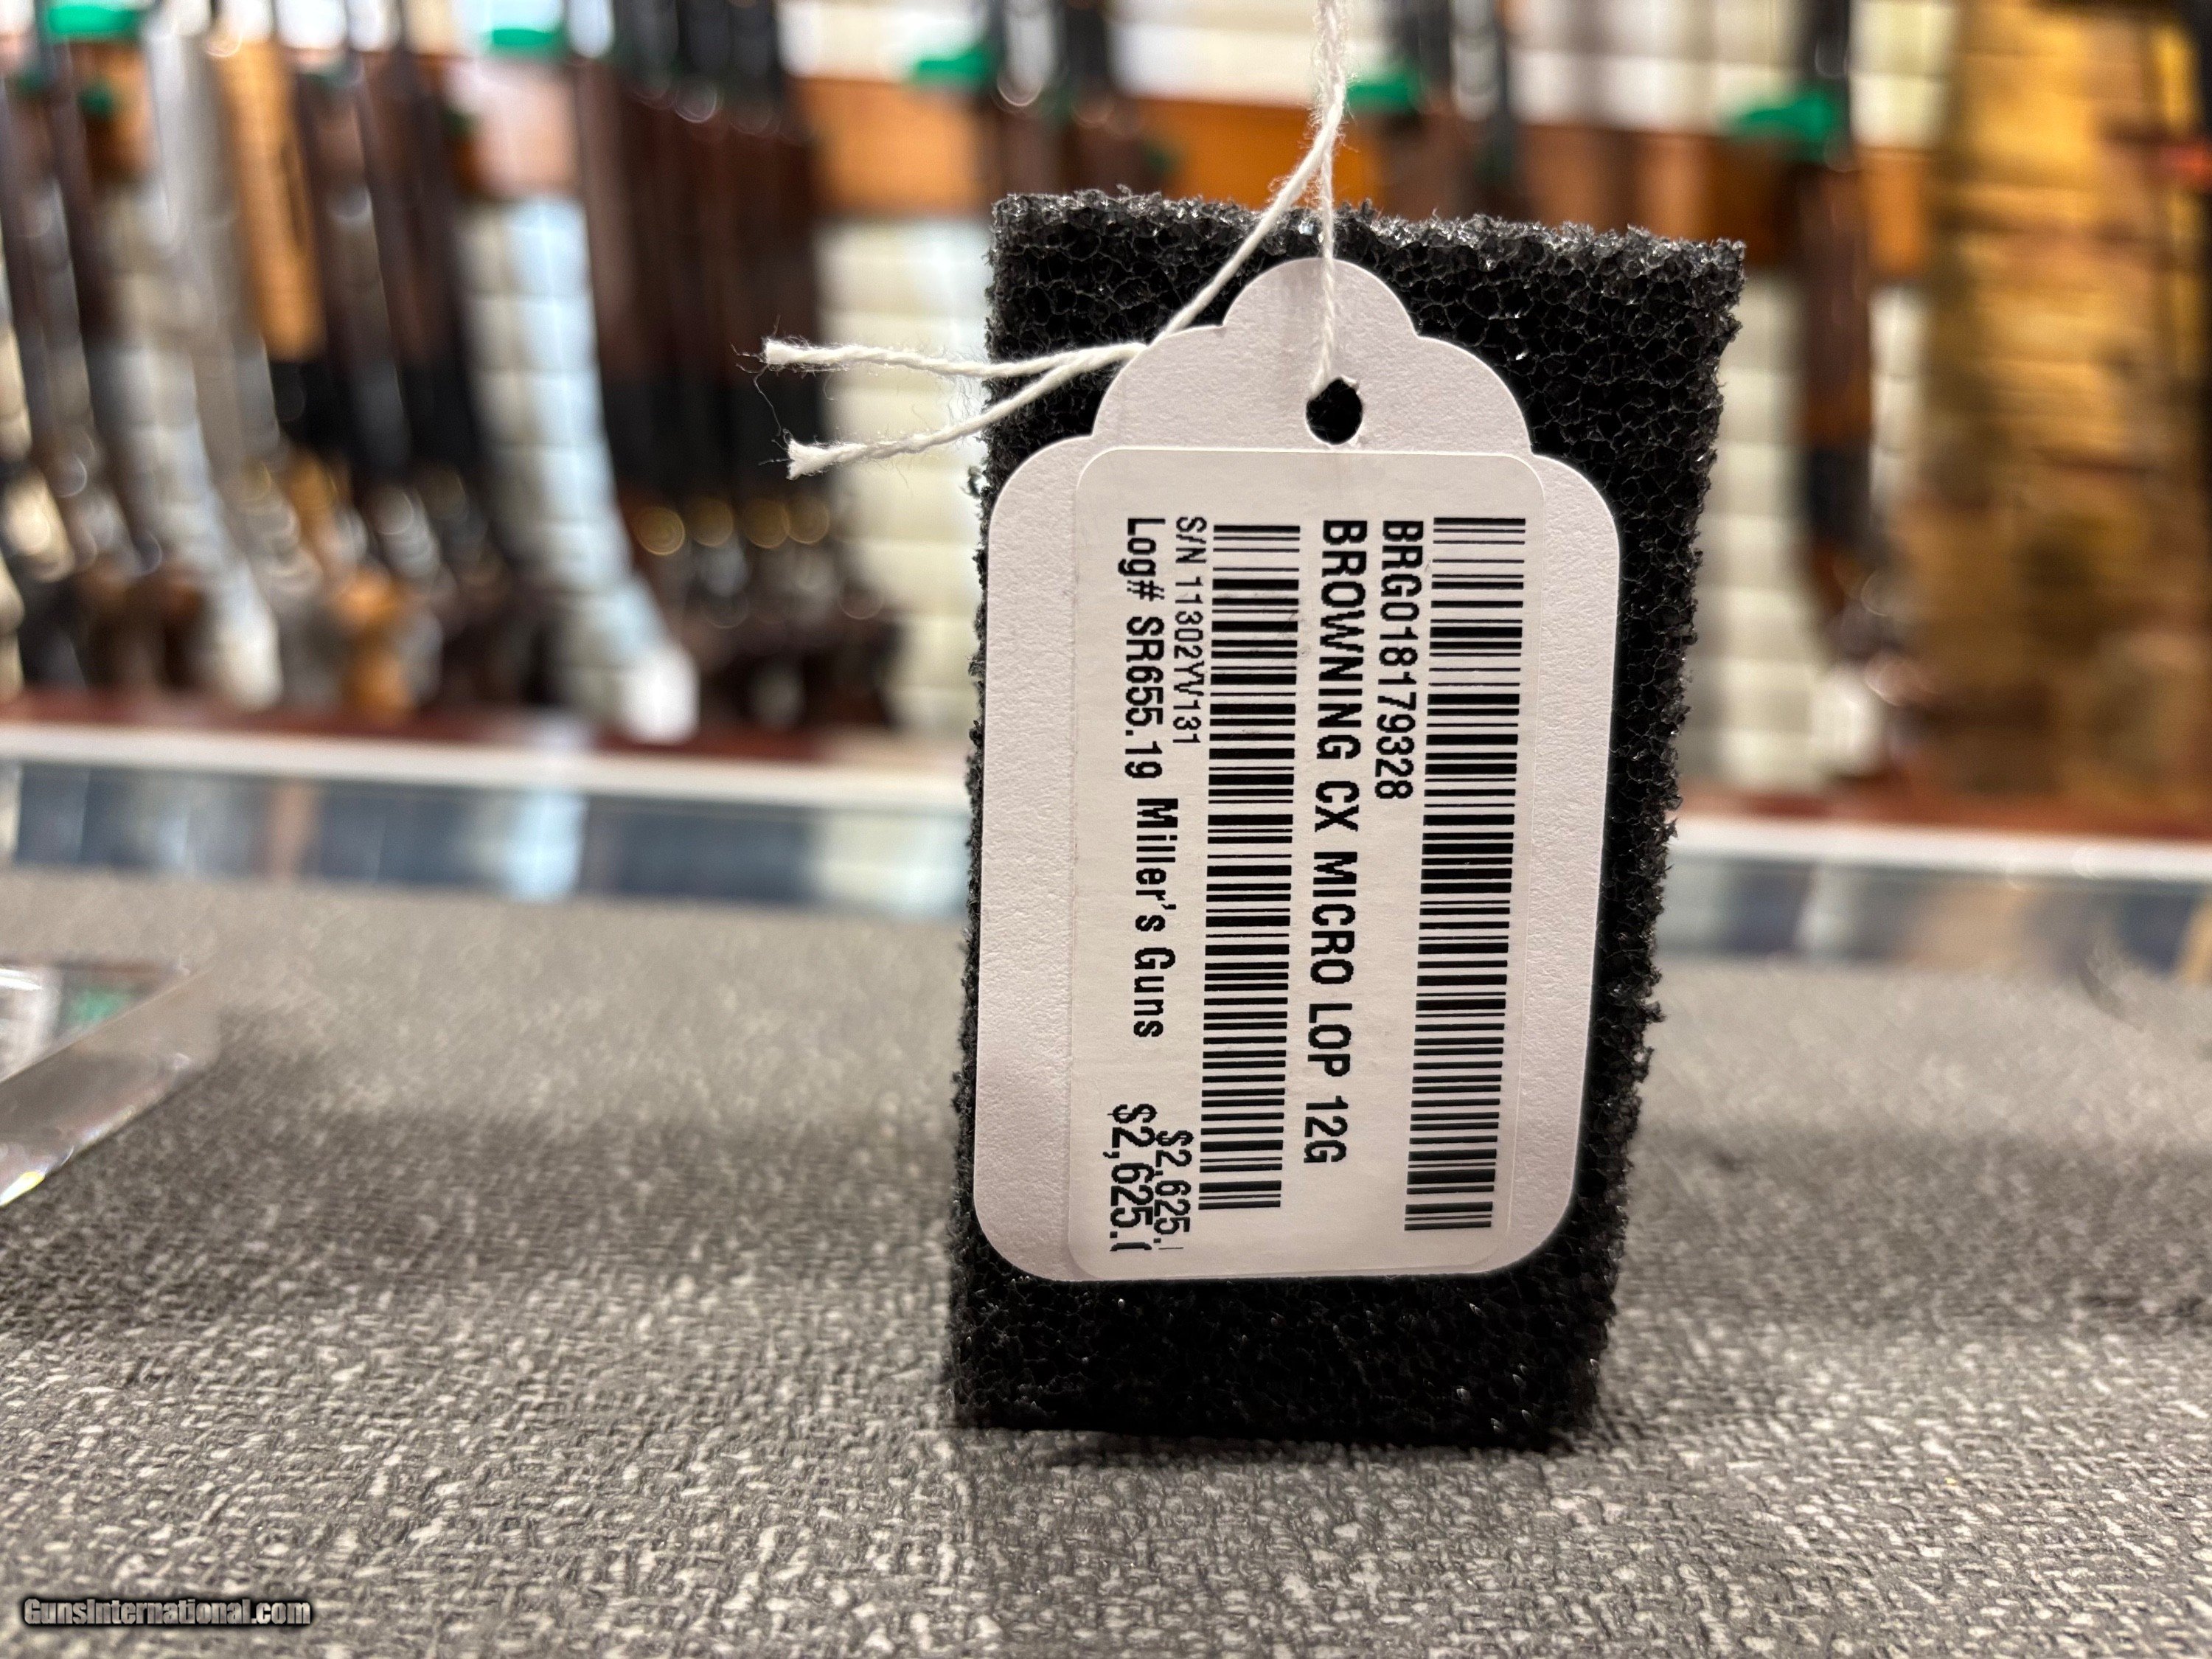 BRG018179328
BROWNING CX MICRO LOP 12G
S/N 11302YV131 $2,625.
Log# SR655.19 Miller's Guns $2,625.
GunsInternational.com